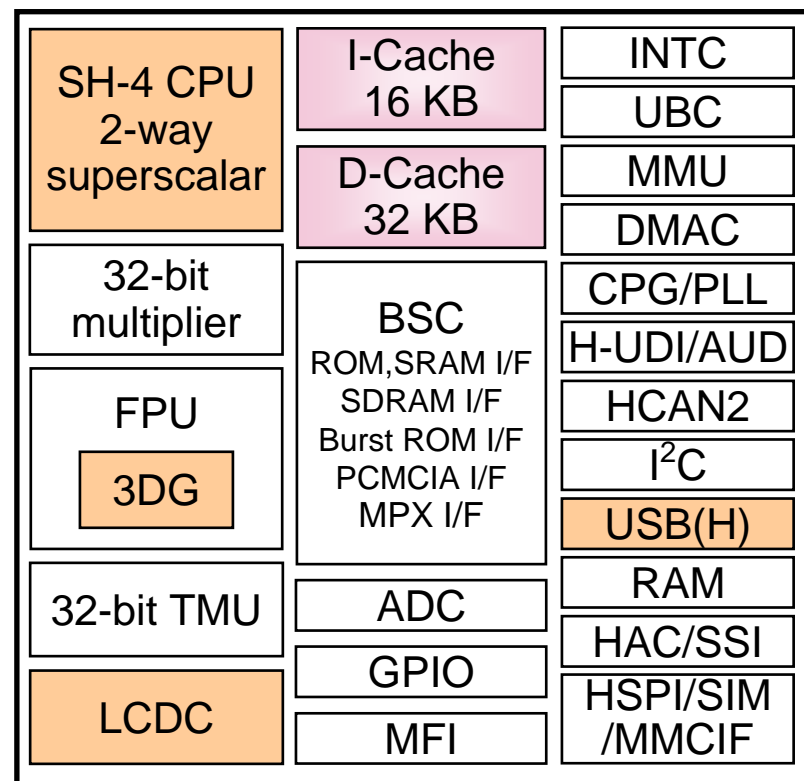 SH-4 CPU
2-way
superscalar
32-bit
multiplier
FPU
3DG
32-bit TMU
LCDC
I-Cache
16 KB
D-Cache
32 KB
BSC
ROM,SRAM I/F
SDRAM I/F
Burst ROM I/F
PCMCIA I/F
MPX I/F
ADC
GPIO
MFI
INTC
UBC
MMU
DMAC
CPG/PLL
H-UDI/AUD
HCAN2
I²C
USB(H)
RAM
HAC/SSI
HSPI/SIM
/MMCIF